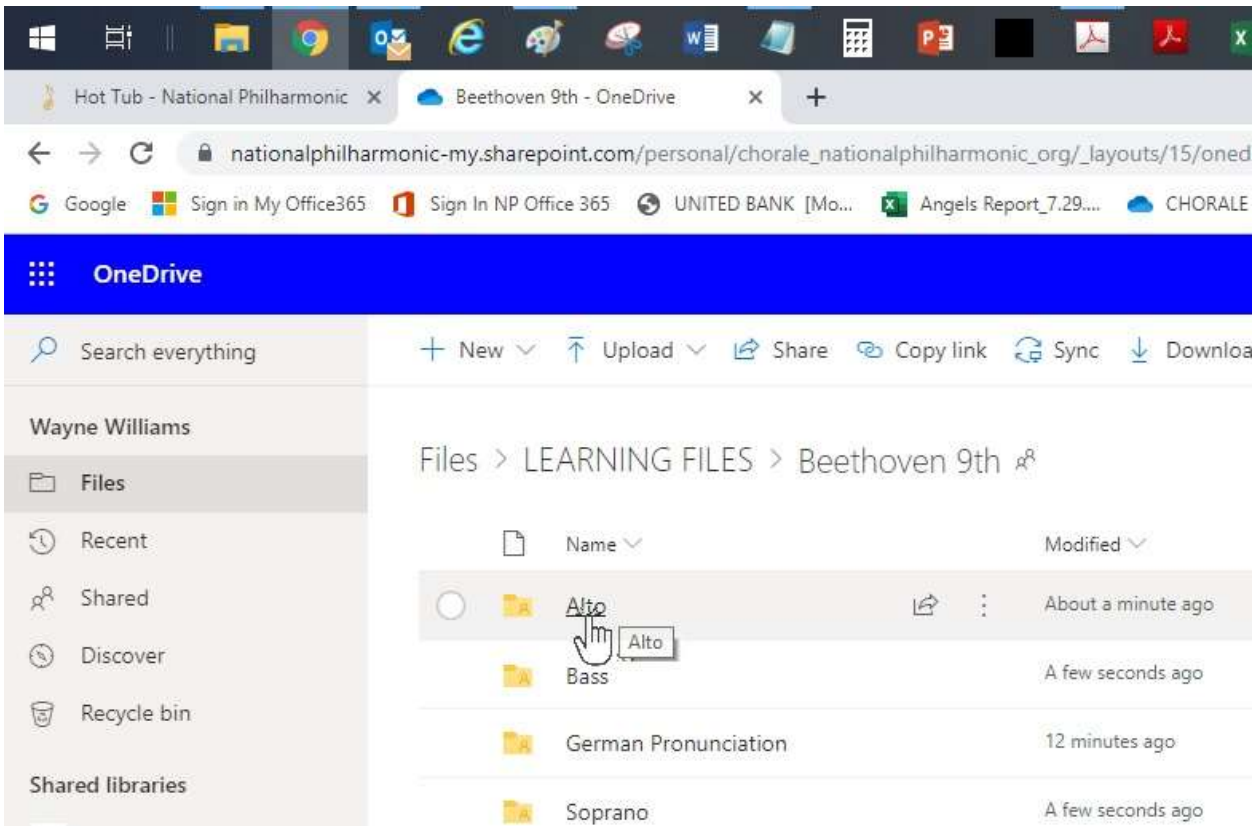 Hot Tub - National Philharmonic
Beethoven 9th - OneDrive
nationalphilharmonic-my.sharepoint.com/personal/chorale_nationalphilharmonic_org/_layouts/15/oned
Google Sign in My Office365 Sign In NP Office 365 UNITED BANK [Mo... Angels Report_7.29.... CHORALE
OneDrive
Search everything
+ New Upload Share Copy link Sync Downloa
Wayne Williams
Files
Recent
Shared
Discover
Recycle bin
Shared libraries
Files > LEARNING FILES > Beethoven 9th
Name Modified
Alto About a minute ago
Alto
Bass A few seconds ago
German Pronunciation 12 minutes ago
Soprano A few seconds ago